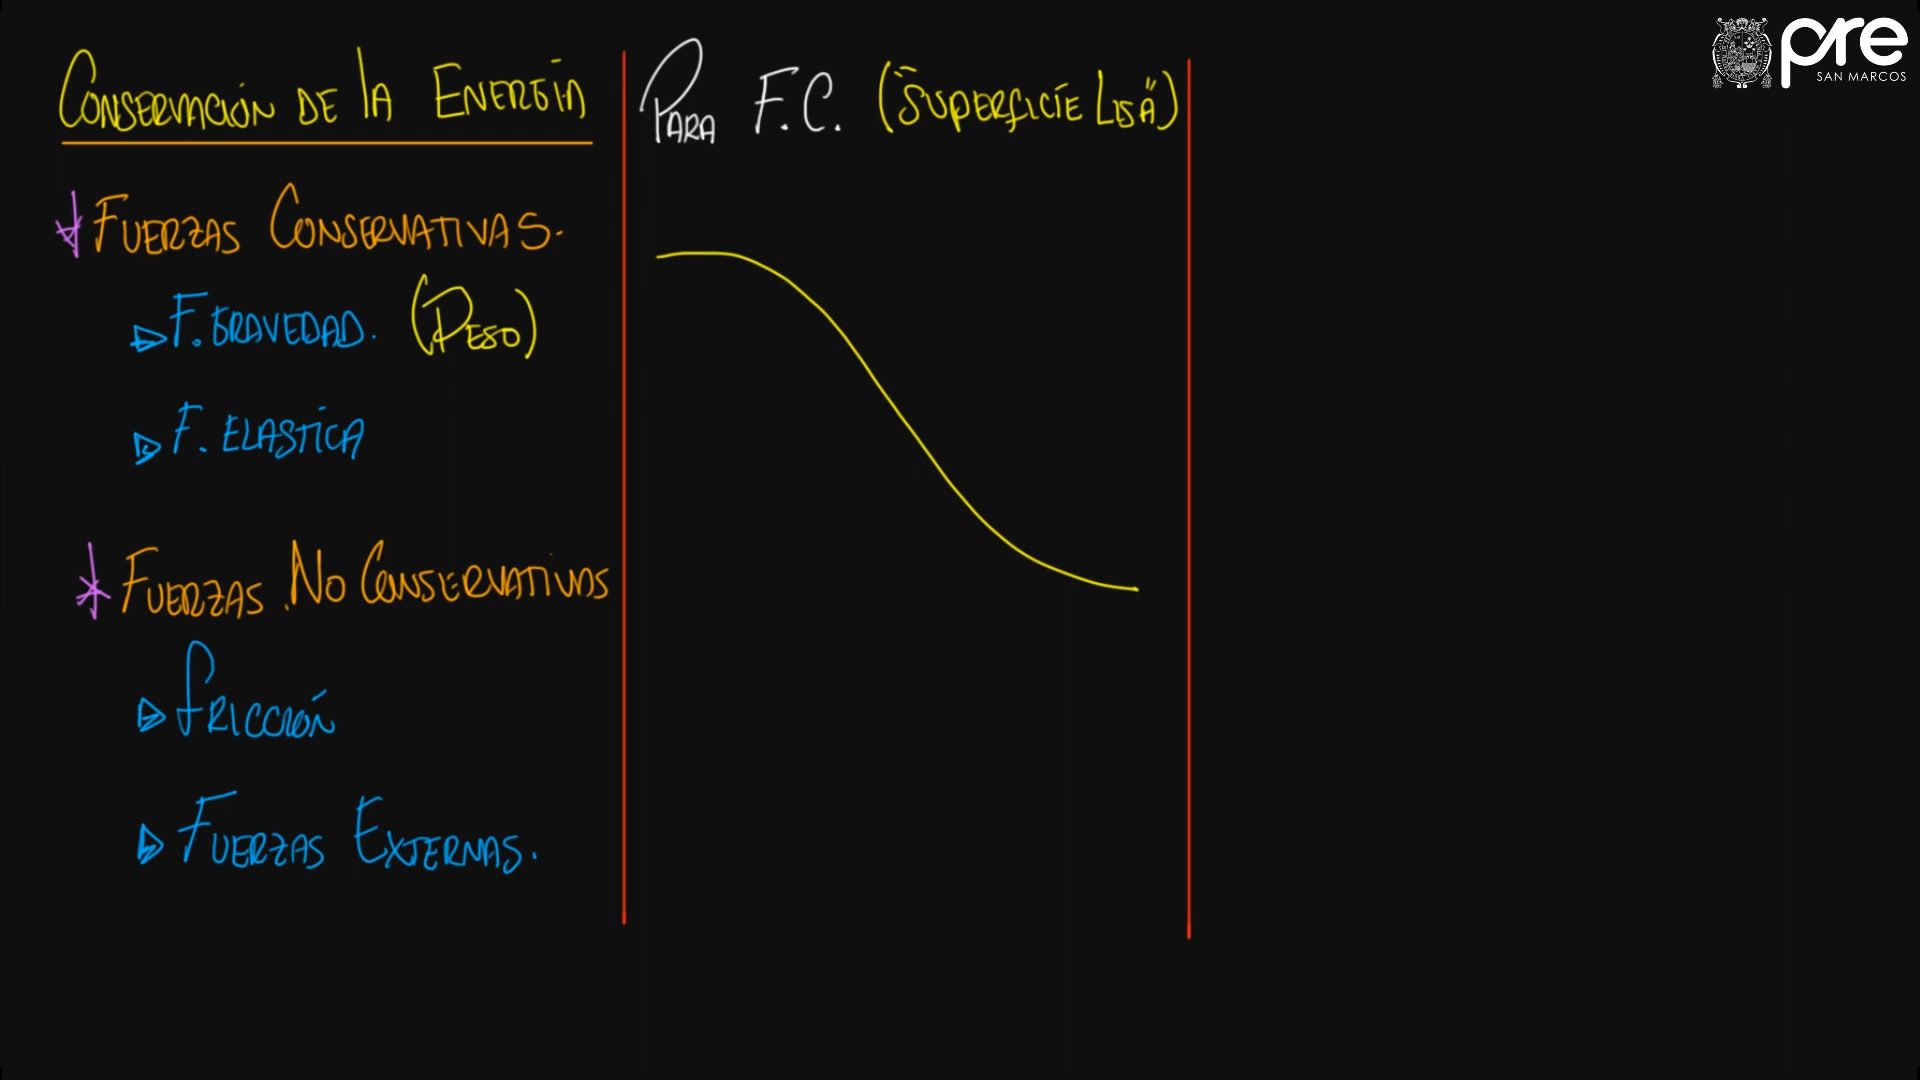 CONSERVACIÓN DE LA ENERGÍA
* FUERZAS CONSERVATIVAS.
F. GRAVEDAD. (PESO)
F. ELASTICA
* FUERZAS NO CONSERVATIVAS
FRICCIÓN
FUERZAS EXTERNAS.
PARA F.C. ("SUPERFICIE LISA")
pre
SAN MARCOS